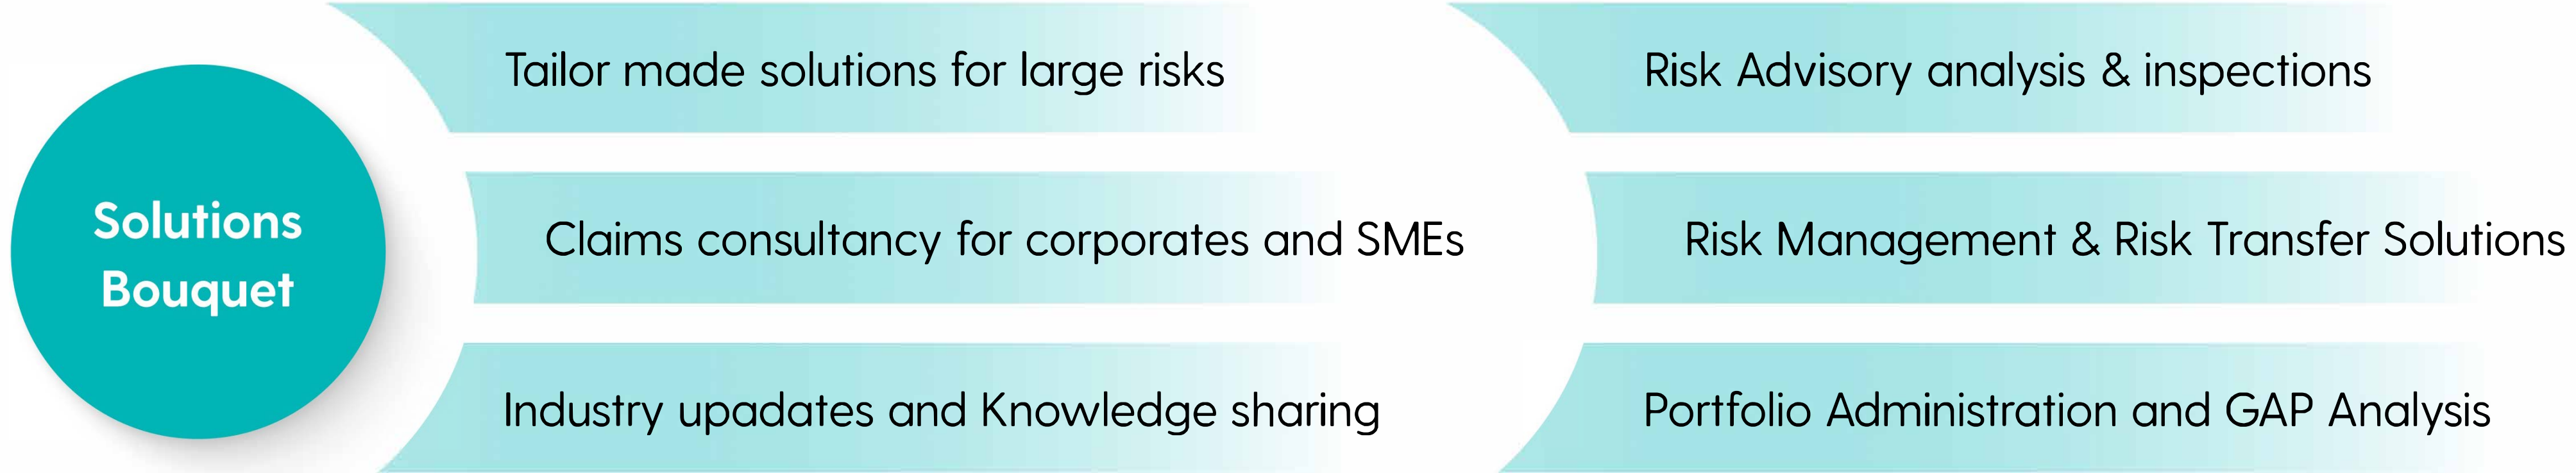 Solutions
Bouquet
Tailor made solutions for large risks
Claims consultancy for corporates and SMEs
Industry upadates and Knowledge sharing
Risk Advisory analysis & inspections
Risk Management & Risk Transfer Solutions
Portfolio Administration and GAP Analysis